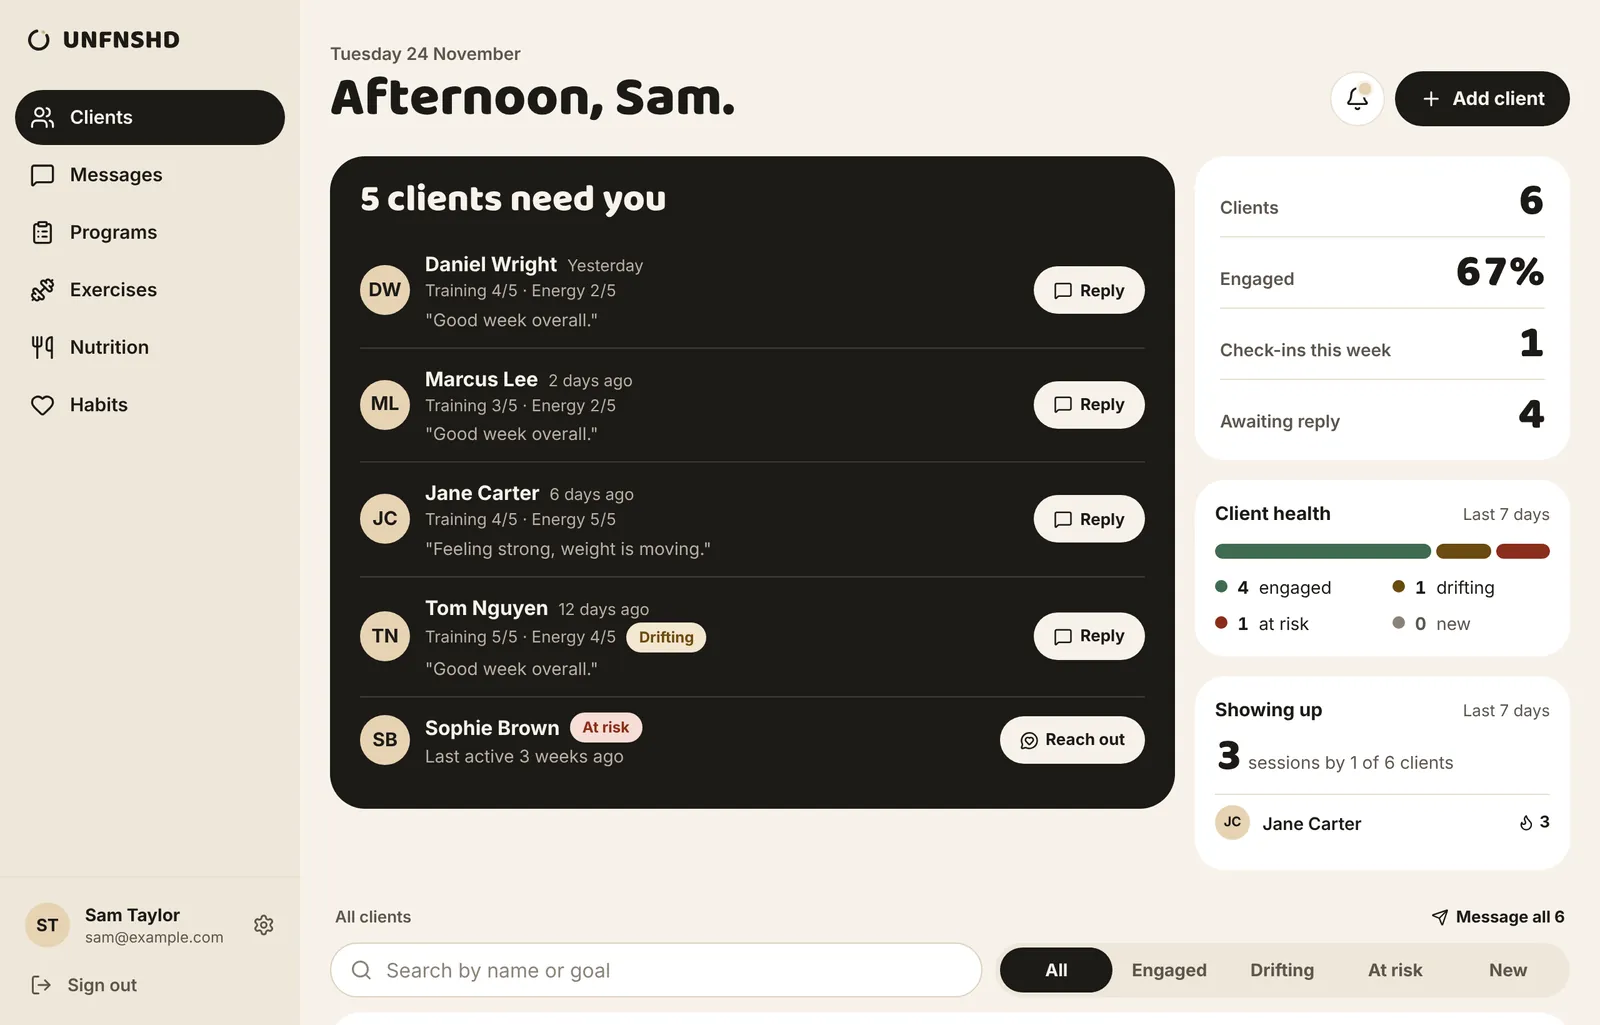 UNFNSHD
Clients
Messages
Programs
Exercises
Nutrition
Habits
ST
Sam Taylor
sam@example.com
Sign out
Tuesday 24 November
Afternoon, Sam.
Add client
5 clients need you
DW
Daniel Wright Yesterday
Training 4/5 · Energy 2/5
"Good week overall."
Reply
ML
Marcus Lee 2 days ago
Training 3/5 · Energy 2/5
"Good week overall."
Reply
JC
Jane Carter 6 days ago
Training 4/5 · Energy 5/5
"Feeling strong, weight is moving."
Reply
TN
Tom Nguyen 12 days ago
Training 5/5 · Energy 4/5 Drifting
"Good week overall."
Reply
SB
Sophie Brown At risk
Last active 3 weeks ago
Reach out
Clients 6
Engaged 67%
Check-ins this week 1
Awaiting reply 4
Client health Last 7 days
4 engaged 1 drifting
1 at risk 0 new
Showing up Last 7 days
3 sessions by 1 of 6 clients
JC Jane Carter 3
All clients
Message all 6
Search by name or goal
All Engaged Drifting At risk New